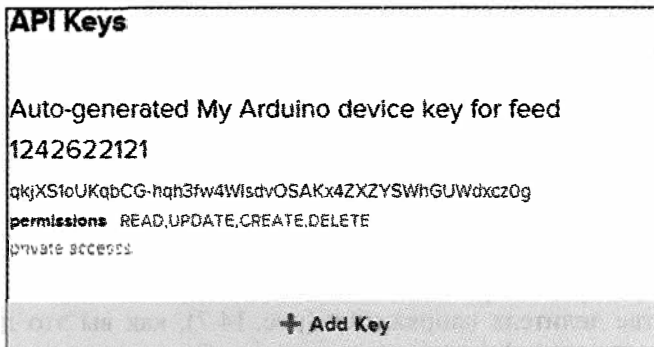 API Keys
Auto-generated My Arduino device key for feed
1242622121
qkjXS1oUKqbCG-hqh3fw4WlsdvOSAKx4ZXZYSWhGUWdxcz0g
permissions READ,UPDATE,CREATE,DELETE
private access
+ Add Key